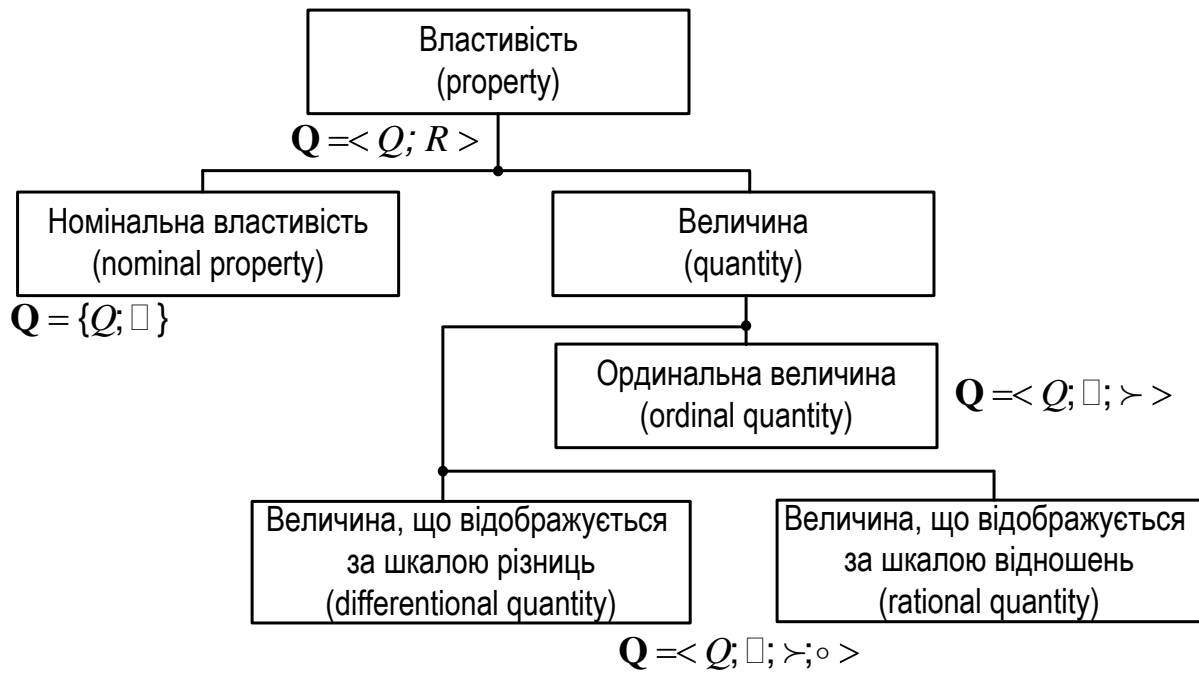 Властивість
(property)
Q =< Q; R >
Номінальна властивість
(nominal property)
Величина
(quantity)
Q = {Q; □ }
Ординальна величина
(ordinal quantity)
Q =< Q; □; ≻ >
Величина, що відображується
за шкалою різниць
(differentional quantity)
Величина, що відображується
за шкалою відношень
(rational quantity)
Q =< Q; □; ≻; ∘ >